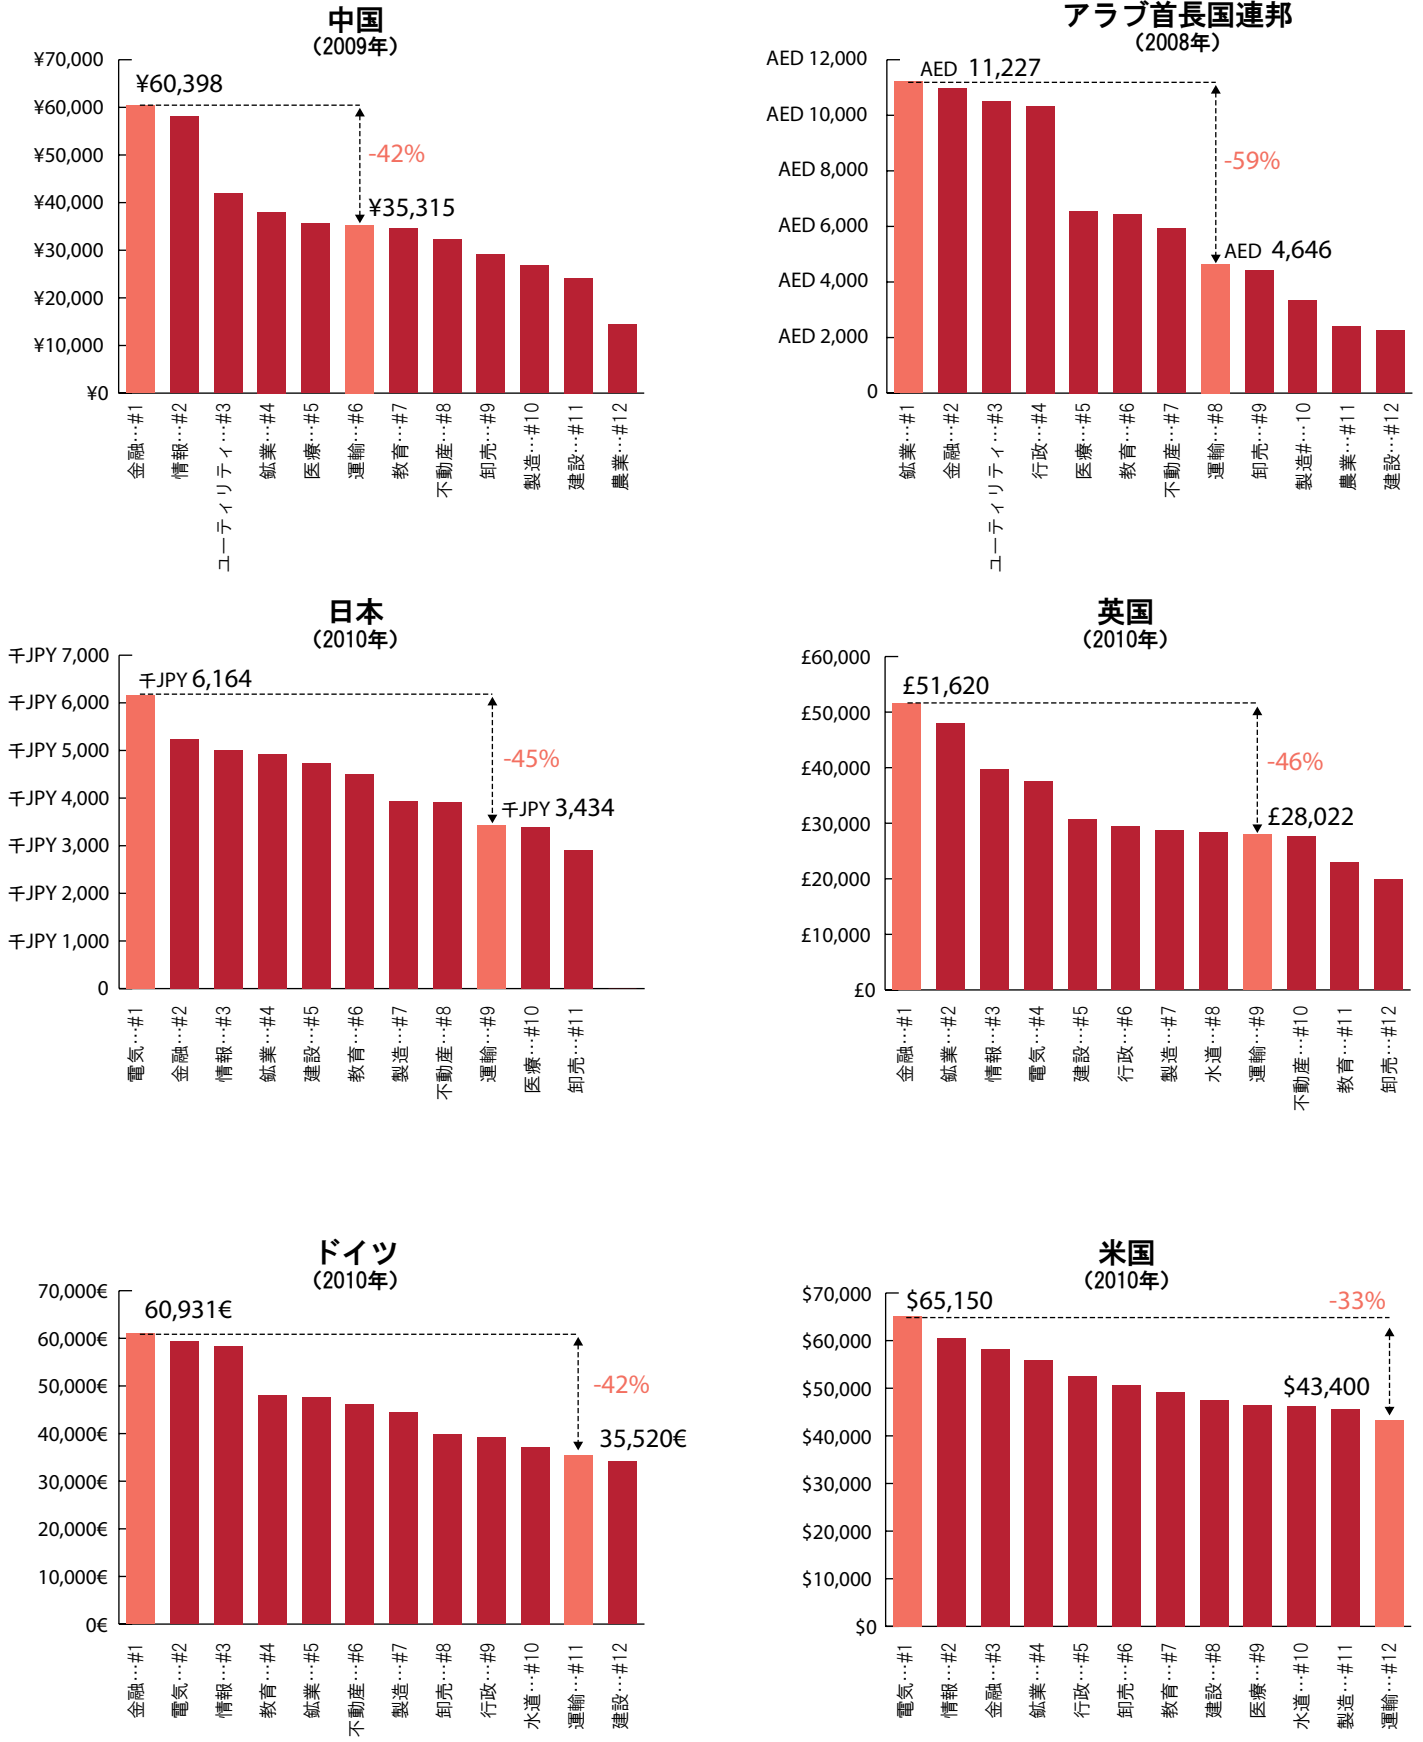 中国
（2009年）
¥70,000
¥60,000
¥50,000
¥40,000
¥30,000
¥20,000
¥10,000
¥0
¥60,398
-42%
¥35,315
金融…#1
情報…#2
ユーティリティ…#3
鉱業…#4
医療…#5
運輸…#6
教育…#7
不動産…#8
卸売…#9
製造…#10
建設…#11
農業…#12
アラブ首長国連邦
（2008年）
AED 12,000
AED 10,000
AED 8,000
AED 6,000
AED 4,000
AED 2,000
0
AED 11,227
-59%
AED 4,646
鉱業…#1
金融…#2
ユーティリティ…#3
行政…#4
医療…#5
教育…#6
不動産…#7
運輸…#8
卸売…#9
製造#…10
農業…#11
建設…#12
日本
（2010年）
千JPY 7,000
千JPY 6,000
千JPY 5,000
千JPY 4,000
千JPY 3,000
千JPY 2,000
千JPY 1,000
0
千JPY 6,164
-45%
千JPY 3,434
電気…#1
金融…#2
情報…#3
鉱業…#4
建設…#5
教育…#6
製造…#7
不動産…#8
運輸…#9
医療…#10
卸売…#11
英国
（2010年）
£60,000
£50,000
£40,000
£30,000
£20,000
£10,000
£0
£51,620
-46%
£28,022
金融…#1
鉱業…#2
情報…#3
電気…#4
建設…#5
行政…#6
製造…#7
水道…#8
運輸…#9
不動産…#10
教育…#11
卸売…#12
ドイツ
（2010年）
70,000€
60,000€
50,000€
40,000€
30,000€
20,000€
10,000€
0€
60,931€
-42%
35,520€
金融…#1
電気…#2
情報…#3
教育…#4
鉱業…#5
不動産…#6
製造…#7
卸売…#8
行政…#9
水道…#10
運輸…#11
建設…#12
米国
（2010年）
$70,000
$60,000
$50,000
$40,000
$30,000
$20,000
$10,000
$0
$65,150
-33%
$43,400
電気…#1
情報…#2
金融…#3
鉱業…#4
行政…#5
卸売…#6
教育…#7
建設…#8
医療…#9
水道…#10
製造…#11
運輸…#12